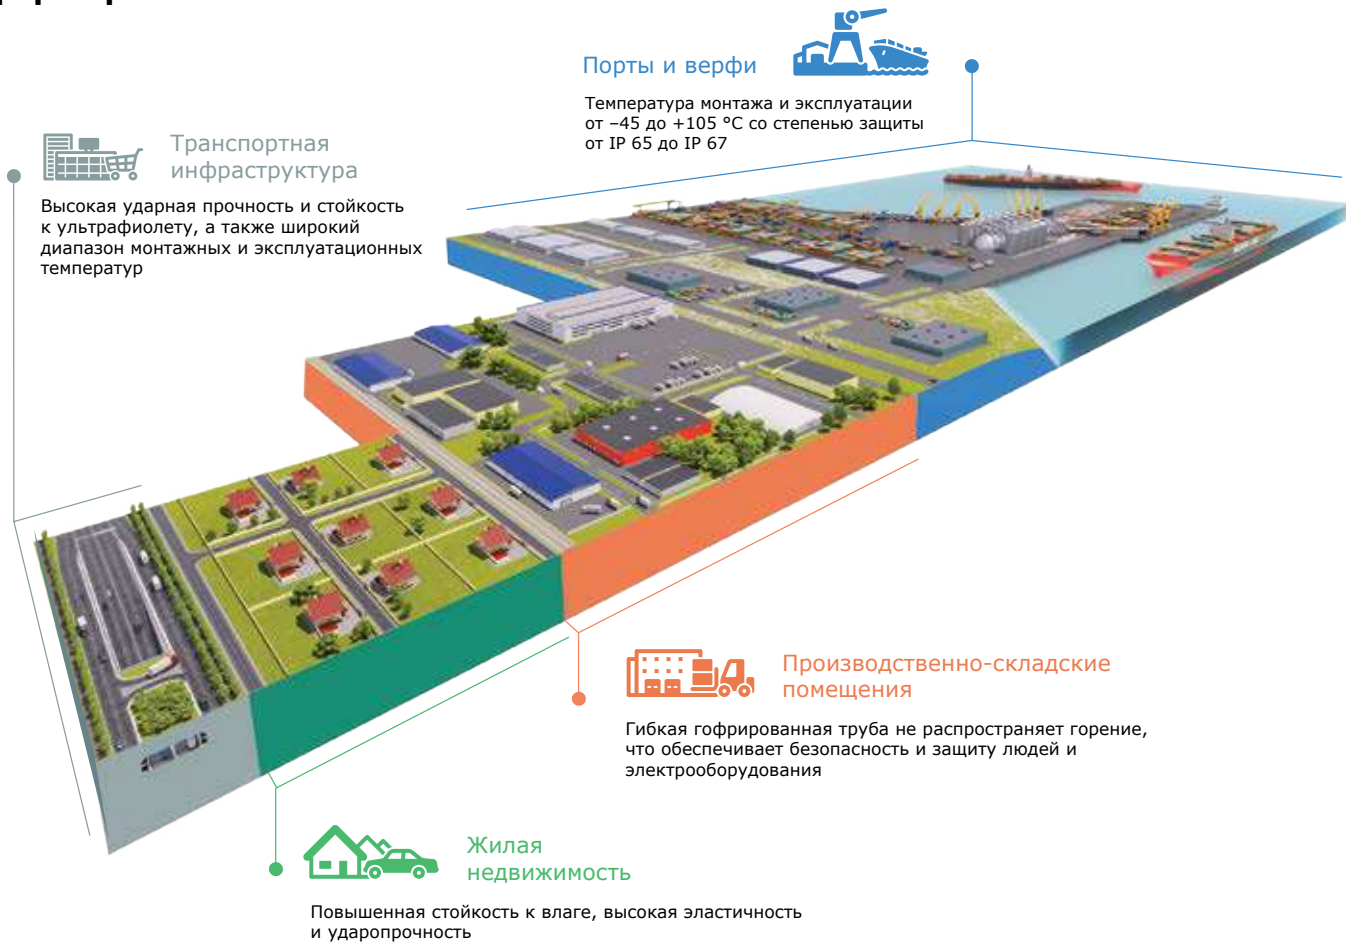 Порты и верфи
Температура монтажа и эксплуатации
от –45 до +105 °C со степенью защиты
от IP 65 до IP 67
Транспортная
инфраструктура
Высокая ударная прочность и стойкость
к ультрафиолету, а также широкий
диапазон монтажных и эксплуатационных
температур
Производственно-складские
помещения
Гибкая гофрированная труба не распространяет горение,
что обеспечивает безопасность и защиту людей и
электрооборудования
Жилая
недвижимость
Повышенная стойкость к влаге, высокая эластичность
и ударопрочность